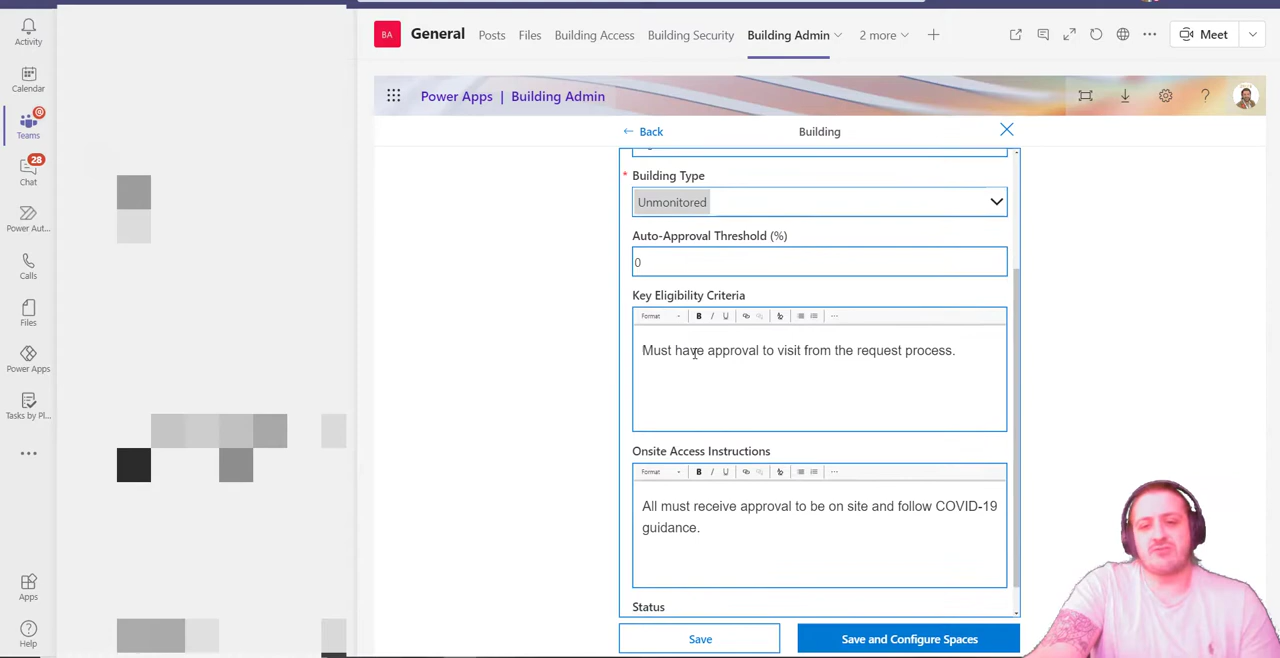 Activity
Calendar
Teams
28
Chat
Power Aut...
Calls
Files
Power Apps
Tasks by Pl...
Apps
Help
BA
General
Posts
Files
Building Access
Building Security
Building Admin
2 more
Meet
Power Apps | Building Admin
Back
Building
* Building Type
Unmonitored
Auto-Approval Threshold (%)
0
Key Eligibility Criteria
Format
B I U
Must have approval to visit from the request process.
Onsite Access Instructions
Format
B I U
All must receive approval to be on site and follow COVID-19
guidance.
Status
Save
Save and Configure Spaces